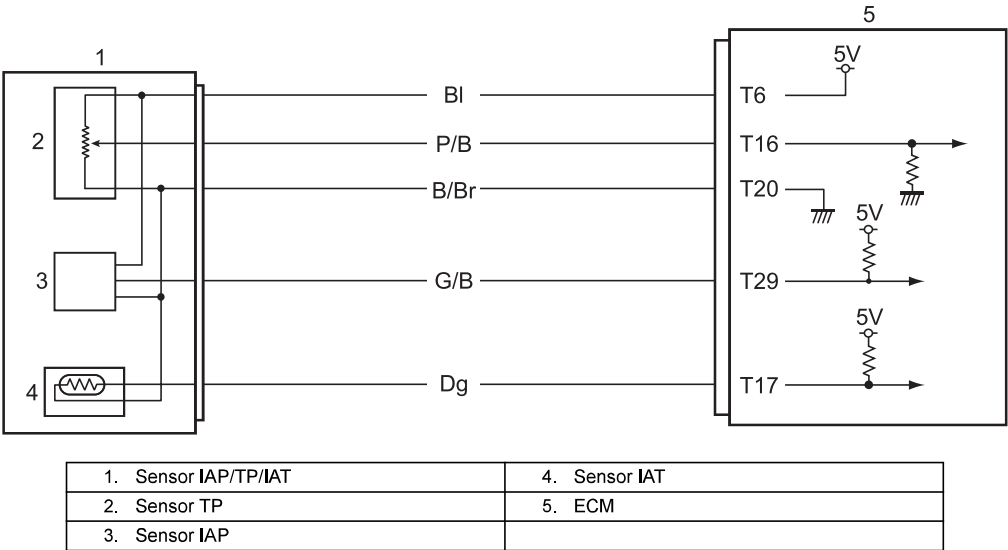 5
1
5V
Bl
T6
2
P/B
T16
B/Br
T20
5V
3
G/B
T29
5V
4
Dg
T17
1. Sensor IAP/TP/IAT
4. Sensor IAT
2. Sensor TP
5. ECM
3. Sensor IAP